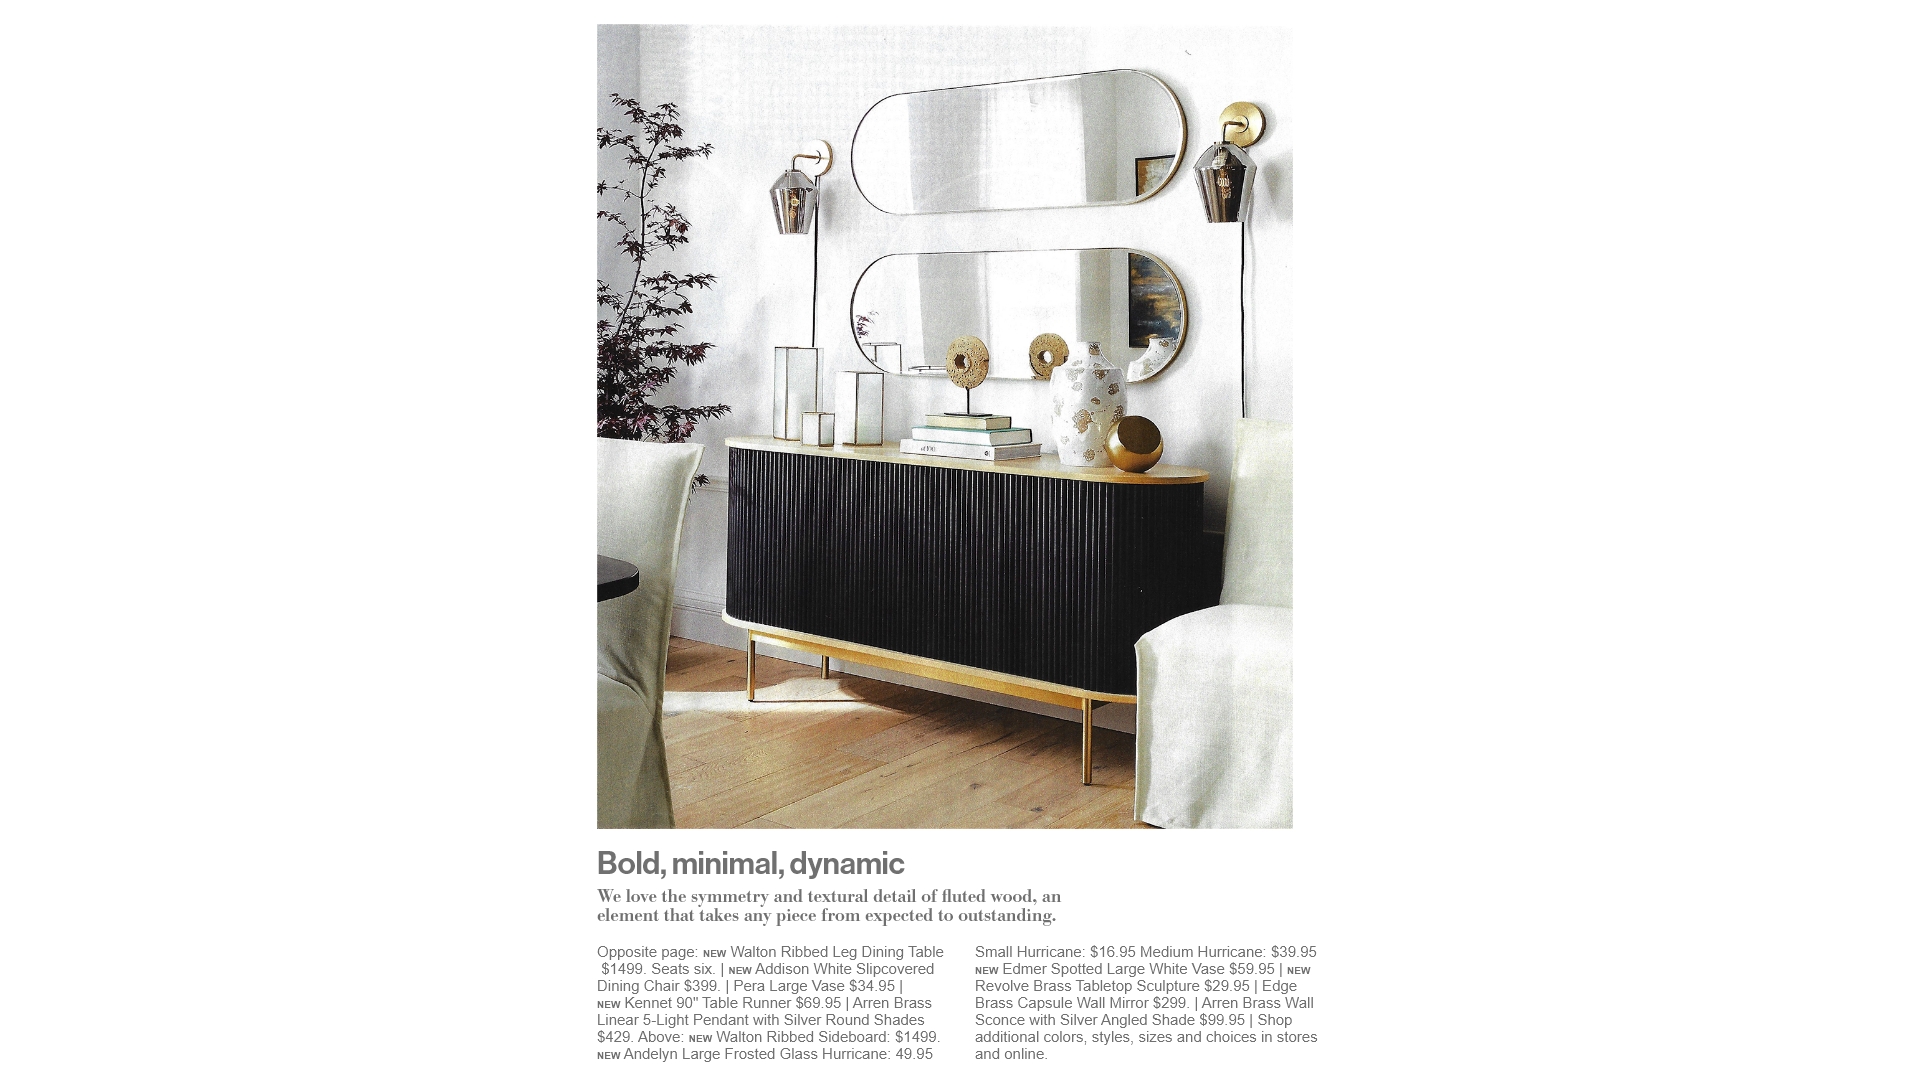 Bold, minimal, dynamic
We love the symmetry and textural detail of fluted wood, an
element that takes any piece from expected to outstanding.
Opposite page: NEW Walton Ribbed Leg Dining Table
$1499. Seats six. | NEW Addison White Slipcovered
Dining Chair $399. | Pera Large Vase $34.95 |
NEW Kennet 90" Table Runner $69.95 | Arren Brass
Linear 5-Light Pendant with Silver Round Shades
$429. Above: NEW Walton Ribbed Sideboard: $1499.
NEW Andelyn Large Frosted Glass Hurricane: 49.95
Small Hurricane: $16.95 Medium Hurricane: $39.95
NEW Edmer Spotted Large White Vase $59.95 | NEW
Revolve Brass Tabletop Sculpture $29.95 | Edge
Brass Capsule Wall Mirror $299. | Arren Brass Wall
Sconce with Silver Angled Shade $99.95 | Shop
additional colors, styles, sizes and choices in stores
and online.